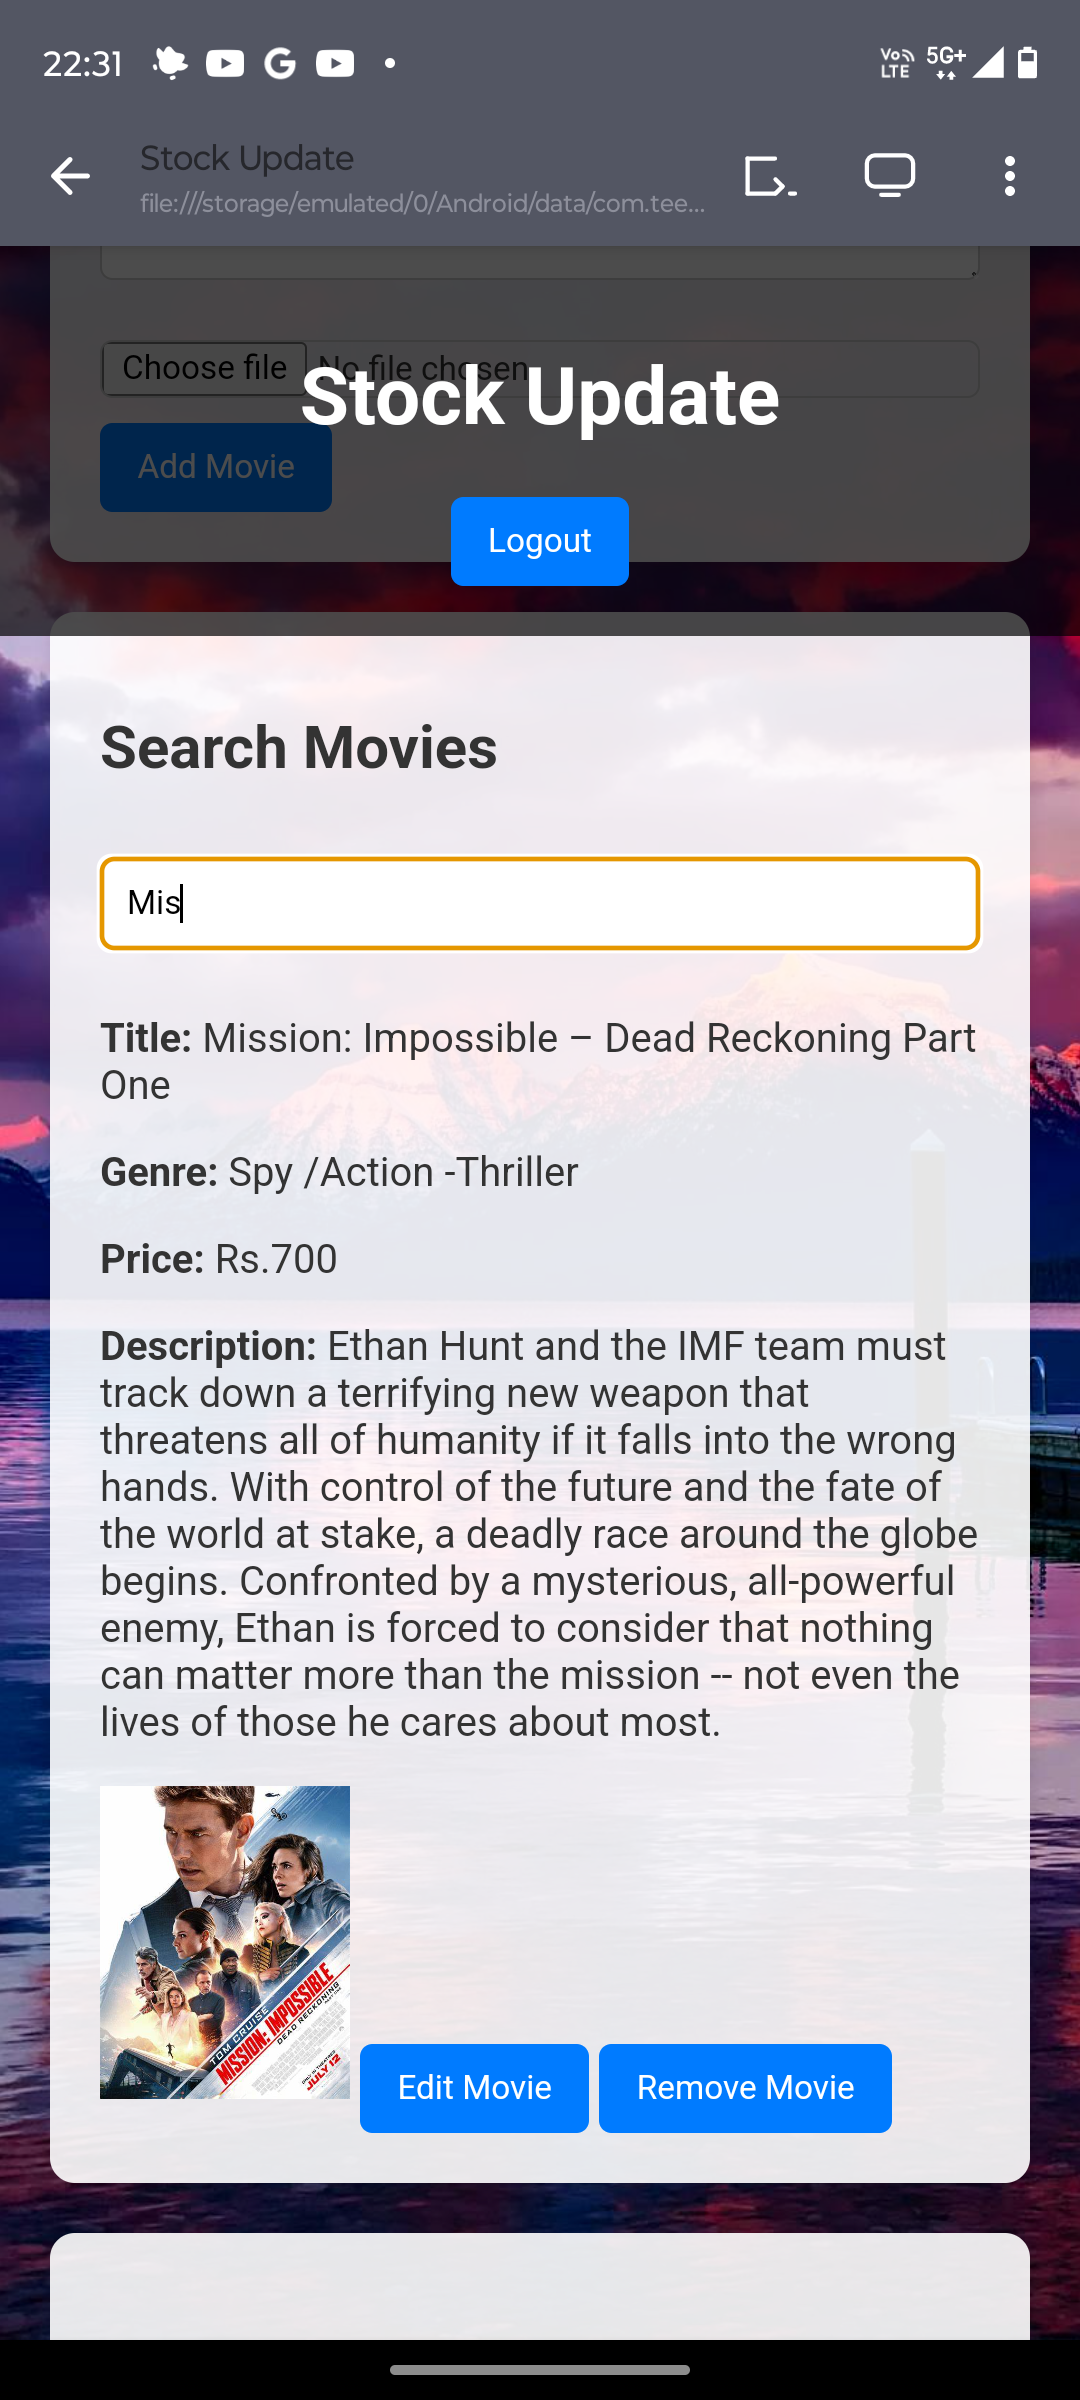 22:31
Vo LTE 5G+
Stock Update
file:///storage/emulated/0/Android/data/com.tee...
Choose file No file chosen
Stock Update
Add Movie
Logout
Search Movies
Mis
Title: Mission: Impossible – Dead Reckoning Part
One
Genre: Spy /Action -Thriller
Price: Rs.700
Description: Ethan Hunt and the IMF team must
track down a terrifying new weapon that
threatens all of humanity if it falls into the wrong
hands. With control of the future and the fate of
the world at stake, a deadly race around the globe
begins. Confronted by a mysterious, all-powerful
enemy, Ethan is forced to consider that nothing
can matter more than the mission -- not even the
lives of those he cares about most.
TOM CRUISE
MISSION: IMPOSSIBLE
DEAD RECKONING
JULY 12
Edit Movie
Remove Movie